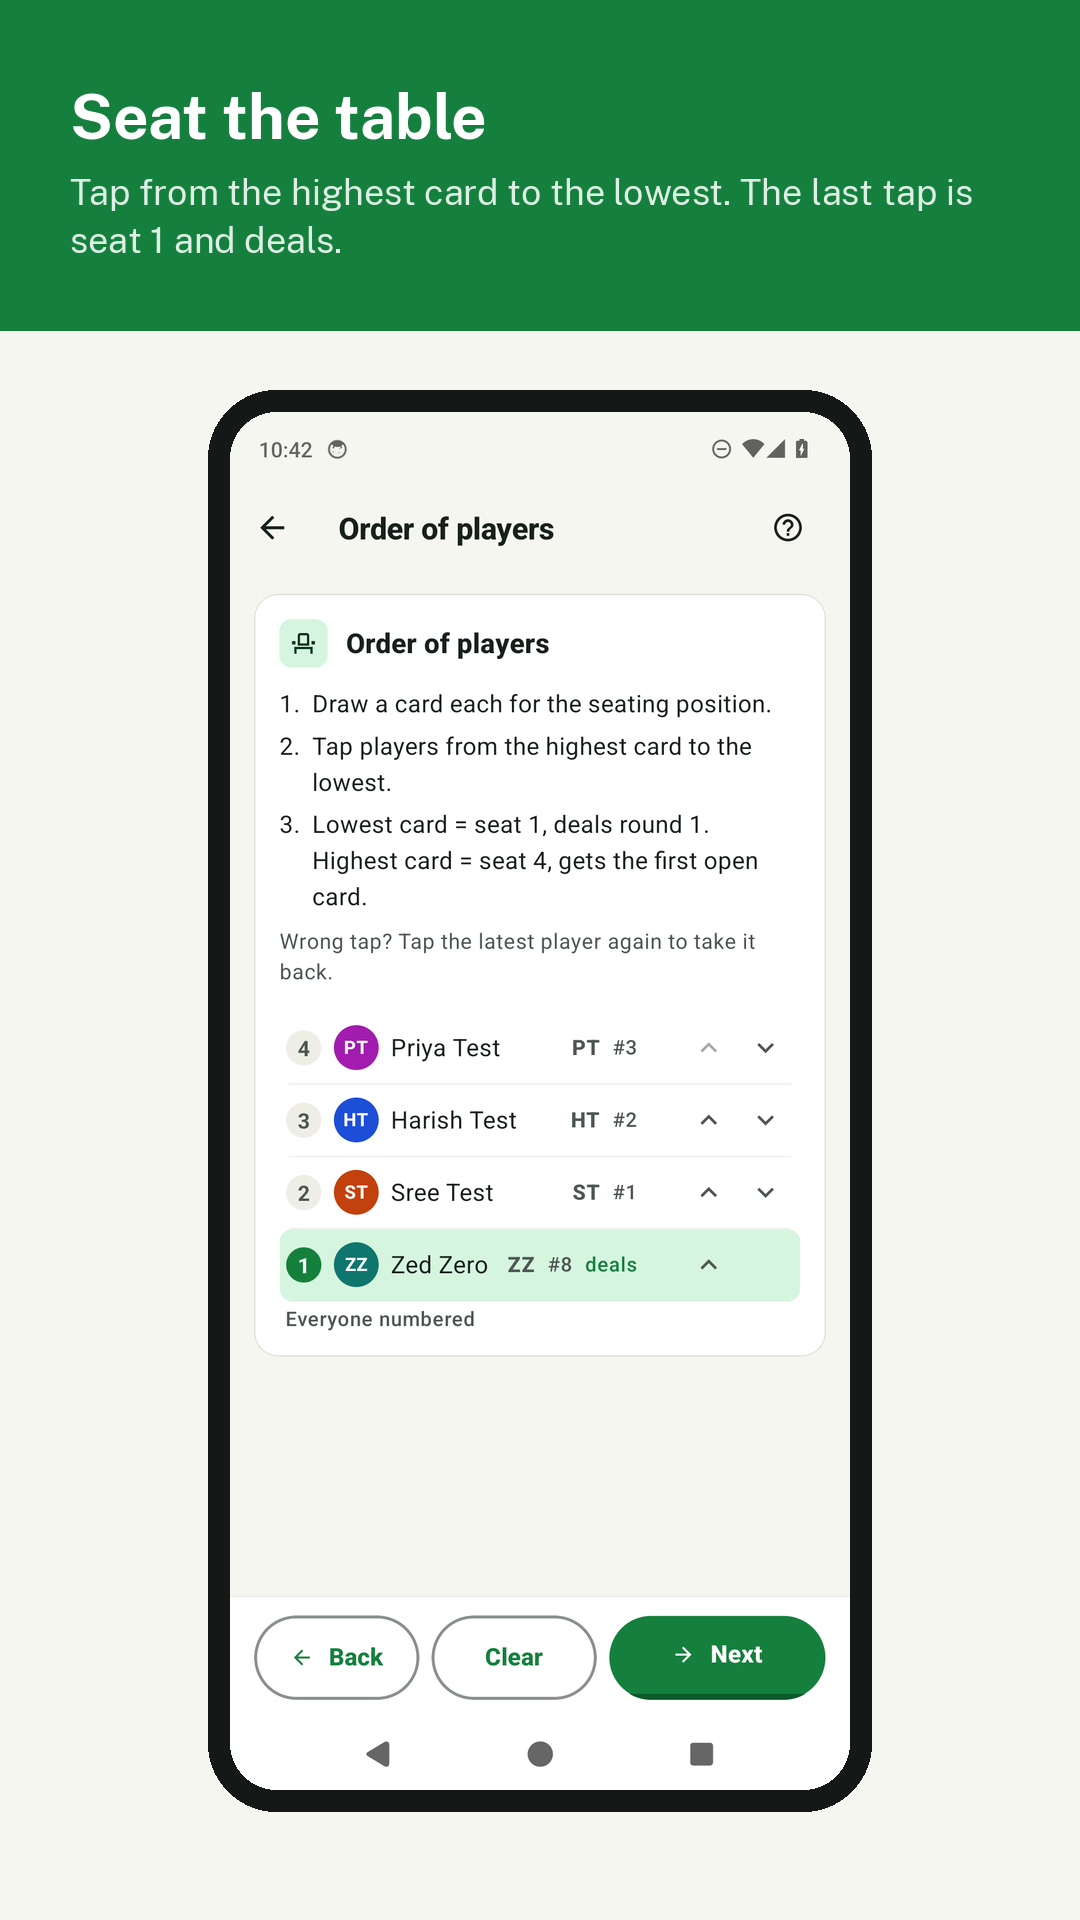 Seat the table
Tap from the highest card to the lowest. The last tap is
seat 1 and deals.
10:42
Order of players
Order of players
1. Draw a card each for the seating position.
2. Tap players from the highest card to the
lowest.
3. Lowest card = seat 1, deals round 1.
Highest card = seat 4, gets the first open
card.
Wrong tap? Tap the latest player again to take it
back.
4 PT Priya Test PT #3
3 HT Harish Test HT #2
2 ST Sree Test ST #1
1 ZZ Zed Zero ZZ #8 deals
Everyone numbered
Back Clear Next